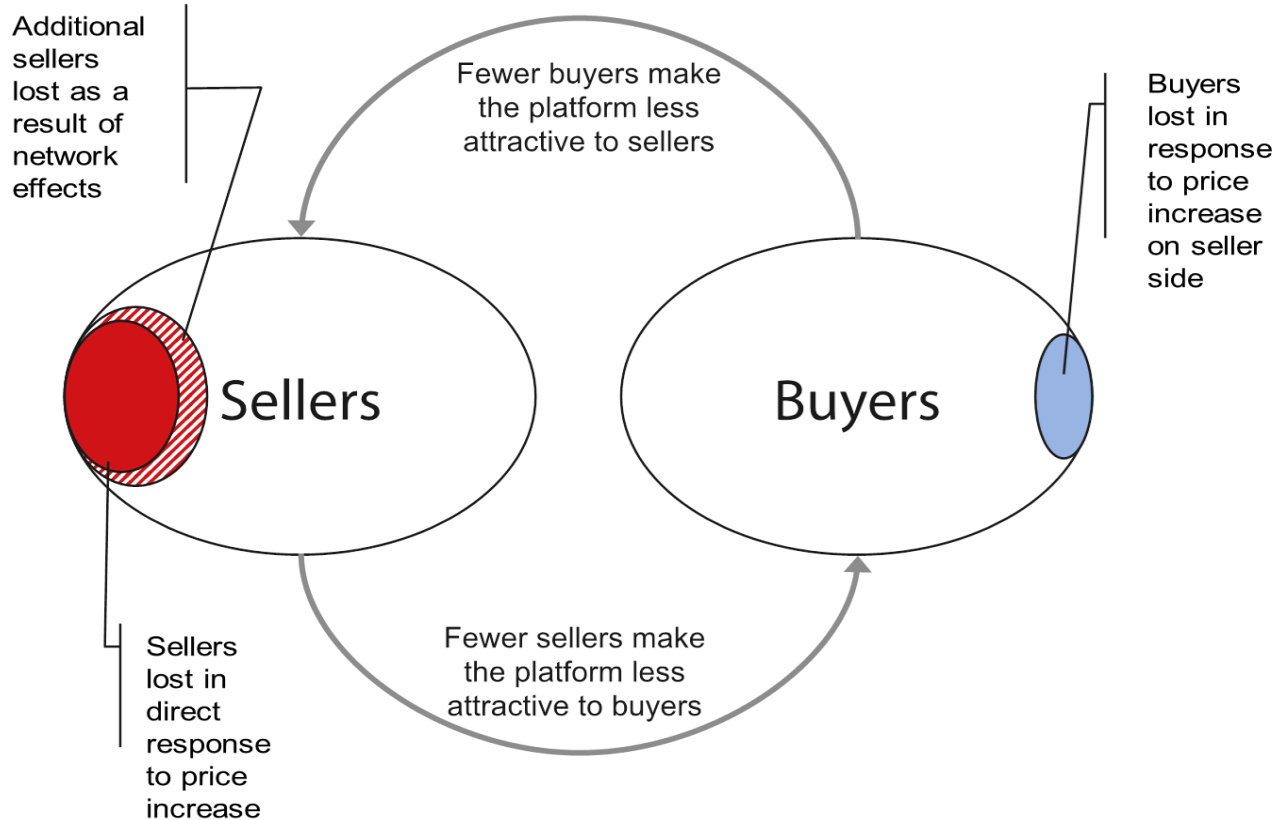 Additional
sellers
lost as a
result of
network
effects
Fewer buyers make
the platform less
attractive to sellers
Buyers
lost in
response
to price
increase
on seller
side
Sellers
Buyers
Sellers
lost in
direct
response
to price
increase
Fewer sellers make
the platform less
attractive to buyers